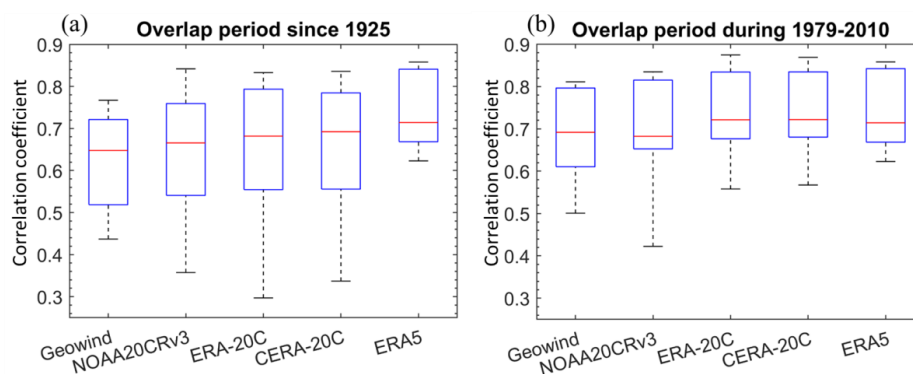 (a)
Overlap period since 1925
Correlation coefficient
0.9
0.8
0.7
0.6
0.5
0.4
0.3
Geowind
NOAA20CRv3
ERA-20C
CERA-20C
ERA5
(b)
Overlap period during 1979-2010
Correlation coefficient
0.9
0.8
0.7
0.6
0.5
0.4
0.3
Geowind
NOAA20CRv3
ERA-20C
CERA-20C
ERA5